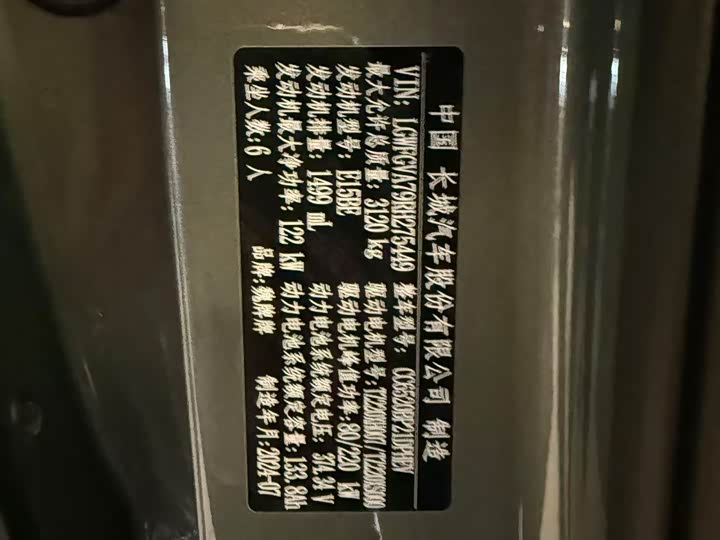 中国 长城汽车股份有限公司 制造
VIN: LGWFGVA79RH275449 整车型号: CC6520BF21DPHEV
最大允许总质量: 3120 kg 驱动电机型号: TZ220XH001/TZ230XS000
发动机型号: E15BE 驱动电机峰值功率: 80/220 kW
发动机排量: 1499 mL 动力电池系统额定电压: 374.34 V
发动机最大净功率: 122 kW 动力电池系统额定容量: 133.8Ah
乘坐人数: 6 人 品牌: 魏牌牌 制造年月: 2024-07